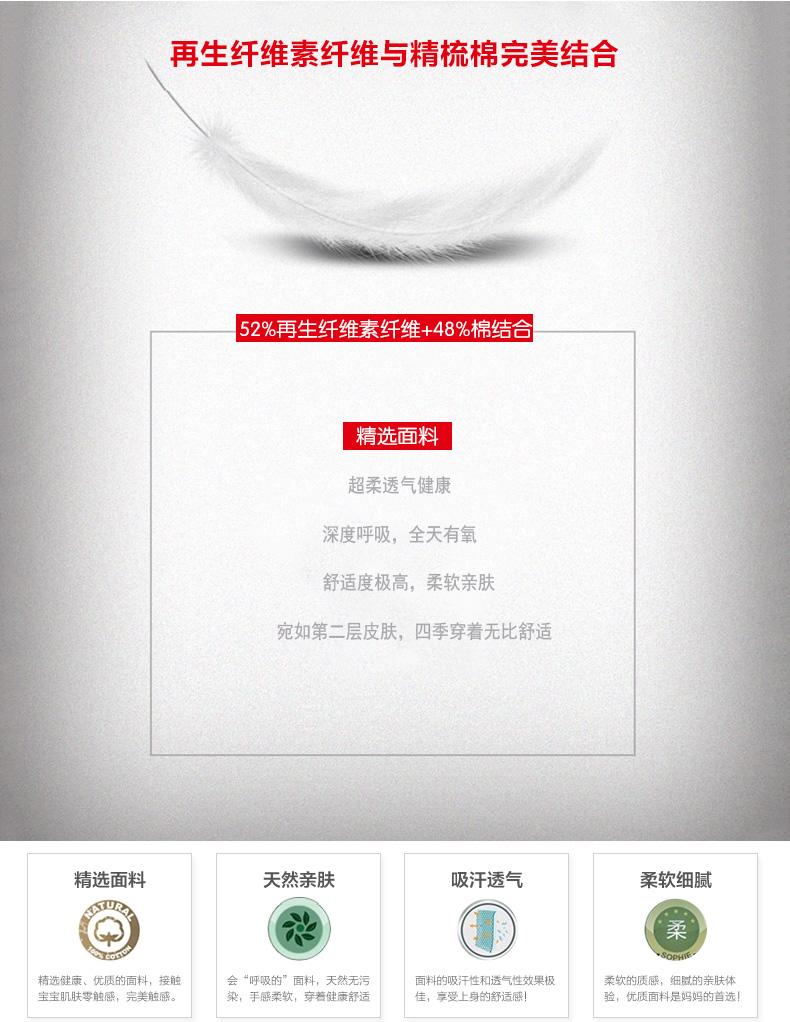 再生纤维素纤维与精梳棉完美结合
52%再生纤维素纤维+48%棉结合
精选面料
超柔透气健康
深度呼吸，全天有氧
舒适度极高，柔软亲肤
宛如第二层皮肤，四季穿着无比舒适
精选面料
NATURAL
100% COTTON
精选健康、优质的面料，接触
宝宝肌肤零触感，完美触感。
天然亲肤
会“呼吸的”面料，天然无污
染，手感柔软，穿着健康舒适
吸汗透气
面料的吸汗性和透气性效果极
佳，享受上身的舒适感！
柔软细腻
柔
SOPHIE
柔软的质感，细腻的亲肤体
验，优质面料是妈妈的首选！